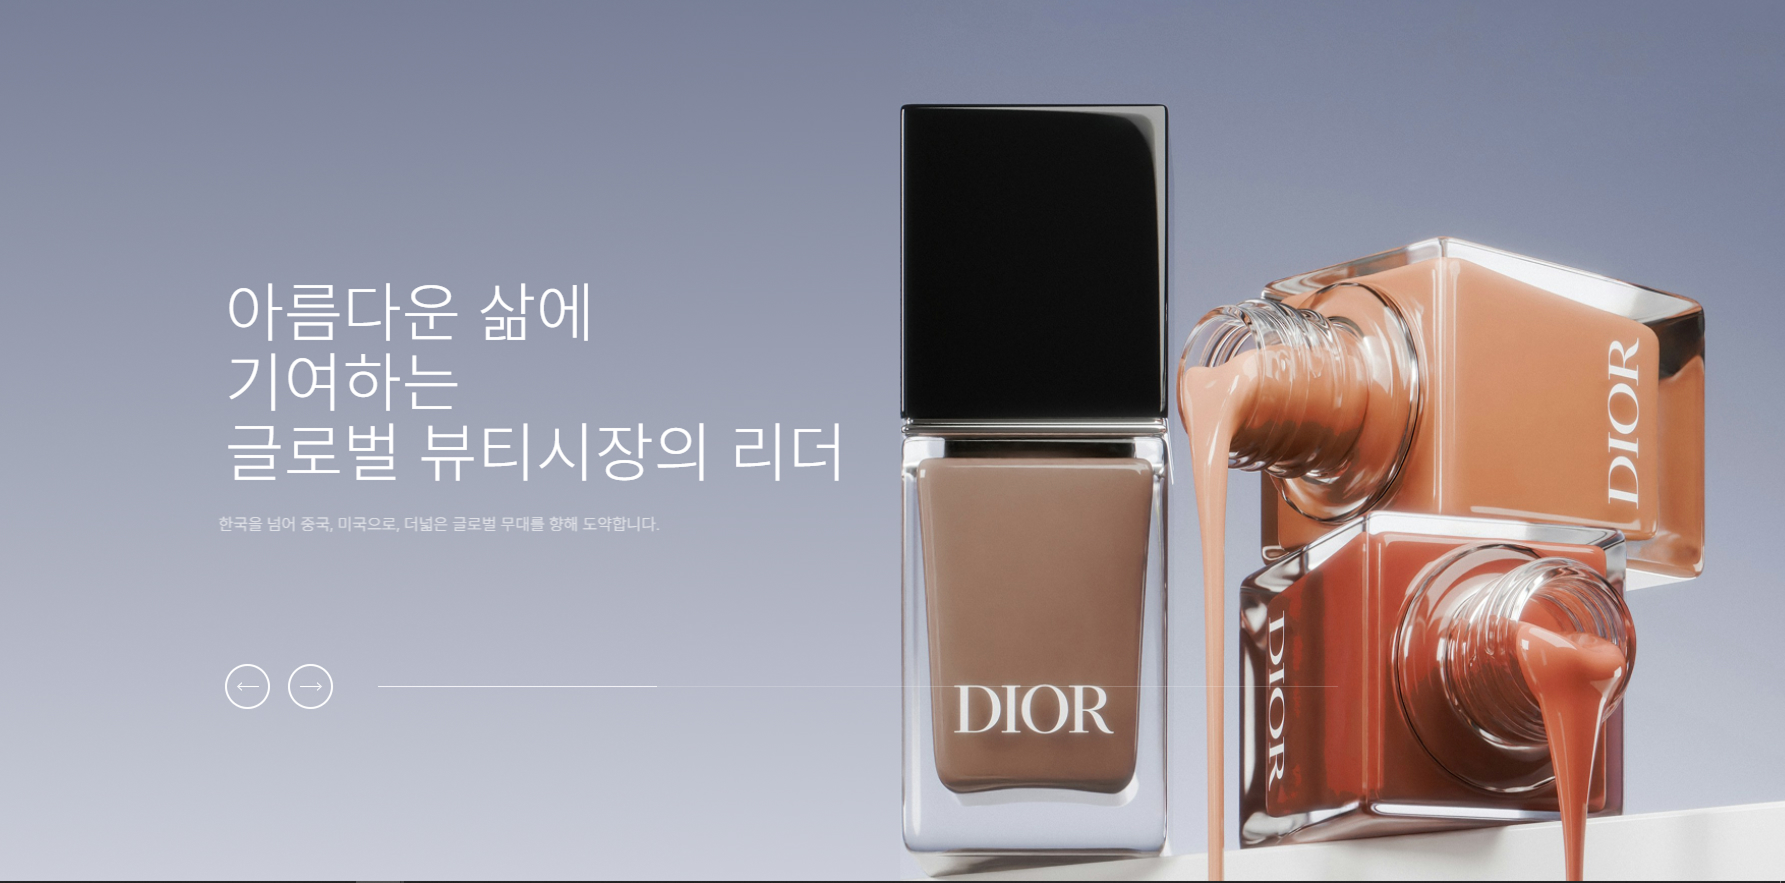 아름다운 삶에
기여하는
글로벌 뷰티시장의 리더
한국을 넘어 중국, 미국으로, 더넓은 글로벌 무대를 향해 도약합니다.
DIOR
DIOR
DIOR